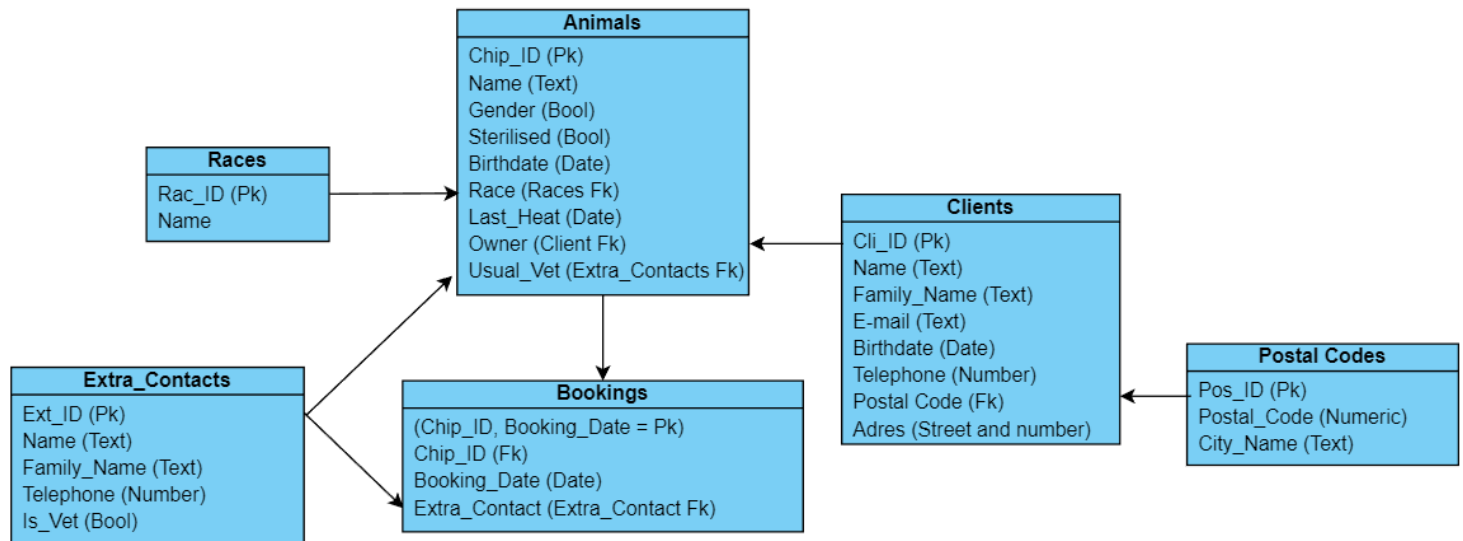 Animals
Chip_ID (Pk)
Name (Text)
Gender (Bool)
Sterilised (Bool)
Birthdate (Date)
Race (Races Fk)
Last_Heat (Date)
Owner (Client Fk)
Usual_Vet (Extra_Contacts Fk)
Races
Rac_ID (Pk)
Name
Clients
Cli_ID (Pk)
Name (Text)
Family_Name (Text)
E-mail (Text)
Birthdate (Date)
Telephone (Number)
Postal Code (Fk)
Adres (Street and number)
Postal Codes
Pos_ID (Pk)
Postal_Code (Numeric)
City_Name (Text)
Extra_Contacts
Ext_ID (Pk)
Name (Text)
Family_Name (Text)
Telephone (Number)
Is_Vet (Bool)
Bookings
(Chip_ID, Booking_Date = Pk)
Chip_ID (Fk)
Booking_Date (Date)
Extra_Contact (Extra_Contact Fk)